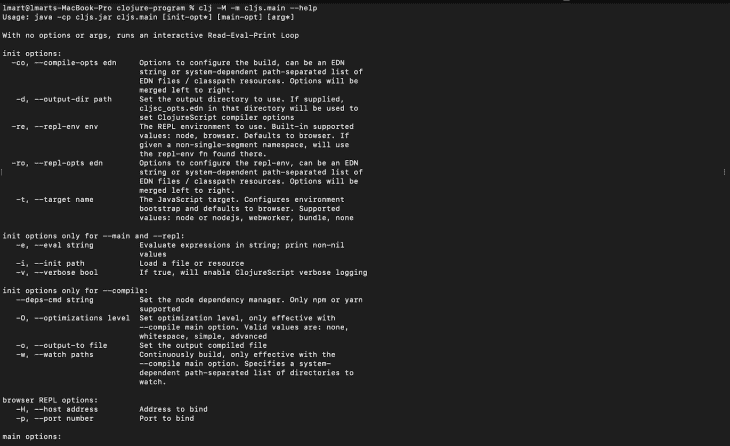 lmart@lmarts-MacBook-Pro clojure-program % clj -M -m cljs.main --help
Usage: java -cp cljs.jar cljs.main [init-opt*] [main-opt] [arg*]

With no options or args, runs an interactive Read-Eval-Print Loop

init options:
  -co, --compile-opts edn     Options to configure the build, can be an EDN
                              string or system-dependent path-separated list of
                              EDN files / classpath resources. Options will be
                              merged left to right.
   -d, --output-dir path      Set the output directory to use. If supplied,
                              cljsc_opts.edn in that directory will be used to
                              set ClojureScript compiler options
  -re, --repl-env env         The REPL environment to use. Built-in supported
                              values: node, browser. Defaults to browser. If
                              given a non-single-segment namespace, will use
                              the repl-env fn found there.
  -ro, --repl-opts edn        Options to configure the repl-env, can be an EDN
                              string or system-dependent path-separated list of
                              EDN files / classpath resources. Options will be
                              merged left to right.
   -t, --target name          The JavaScript target. Configures environment
                              bootstrap and defaults to browser. Supported
                              values: node or nodejs, webworker, bundle, none

init options only for --main and --repl:
   -e, --eval string          Evaluate expressions in string; print non-nil
                              values
   -i, --init path            Load a file or resource
   -v, --verbose bool         If true, will enable ClojureScript verbose logging

init options only for --compile:
   --deps-cmd string          Set the node dependency manager. Only npm or yarn
                              supported
   -O, --optimizations level  Set optimization level, only effective with
                              --compile main option. Valid values are: none,
                              whitespace, simple, advanced
   -o, --output-to file       Set the output compiled file
   -w, --watch paths          Continuously build, only effective with the
                              --compile main option. Specifies a system-
                              dependent path-separated list of directories to
                              watch.

browser REPL options:
   -H, --host address         Address to bind
   -p, --port number          Port to bind

main options: